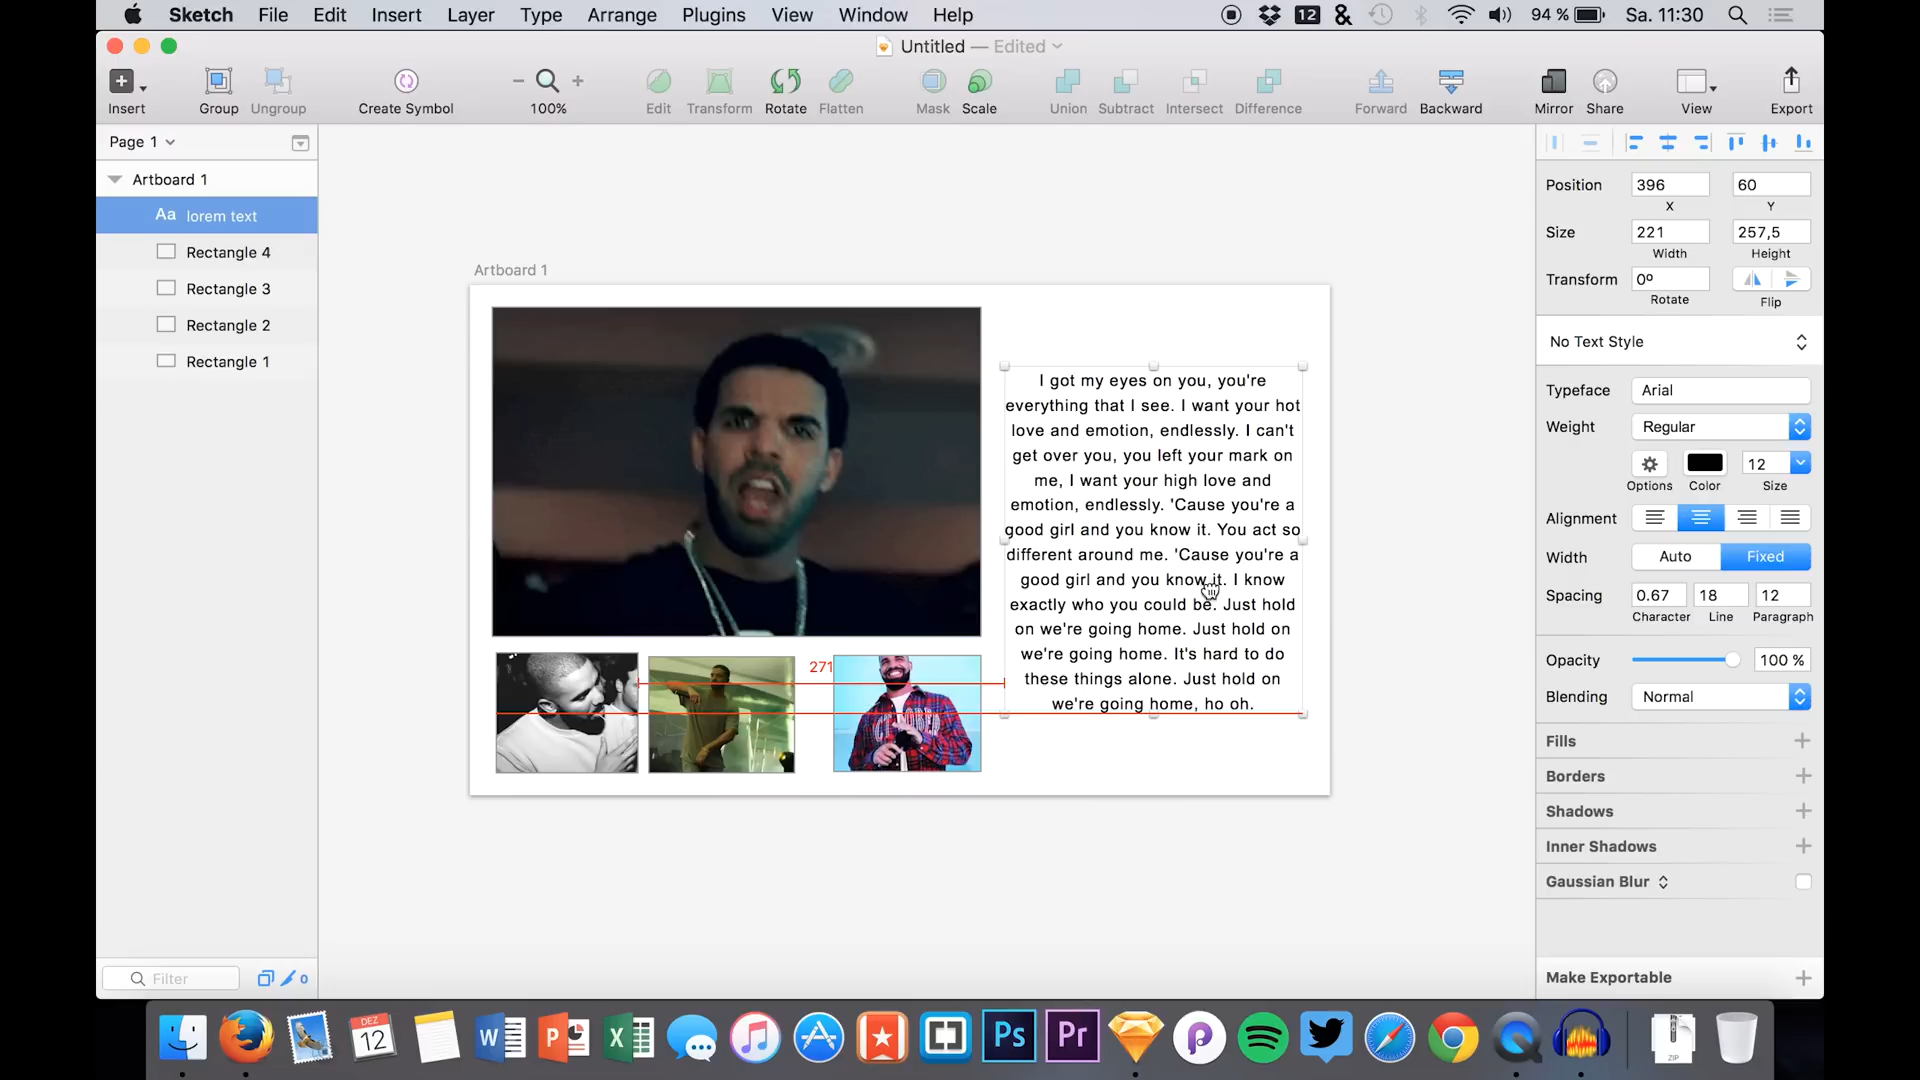 Sketch File Edit Insert Layer Type Arrange Plugins View Window Help 12 94 % Sa. 11:30
Untitled — Edited
Insert Group Ungroup Create Symbol 100% Edit Transform Rotate Flatten Mask Scale Union Subtract Intersect Difference Forward Backward Mirror Share View Export
Page 1
Artboard 1
Aa lorem text
Rectangle 4
Rectangle 3
Rectangle 2
Rectangle 1
Filter 0
Artboard 1
I got my eyes on you, you're
everything that I see. I want your hot
love and emotion, endlessly. I can't
get over you, you left your mark on
me, I want your high love and
emotion, endlessly. 'Cause you're a
good girl and you know it. You act so
different around me. 'Cause you're a
good girl and you know it. I know
exactly who you could be. Just hold
on we're going home. Just hold on
we're going home. It's hard to do
these things alone. Just hold on
we're going home, ho oh.
271
Position 396 60
X Y
Size 221 257,5
Width Height
Transform 0º
Rotate Flip
No Text Style
Typeface Arial
Weight Regular
12
Options Color Size
Alignment
Width Auto Fixed
Spacing 0.67 18 12
Character Line Paragraph
Opacity 100 %
Blending Normal
Fills
Borders
Shadows
Inner Shadows
Gaussian Blur
Make Exportable
DEZ
12
W P X Ps Pr
ZIP